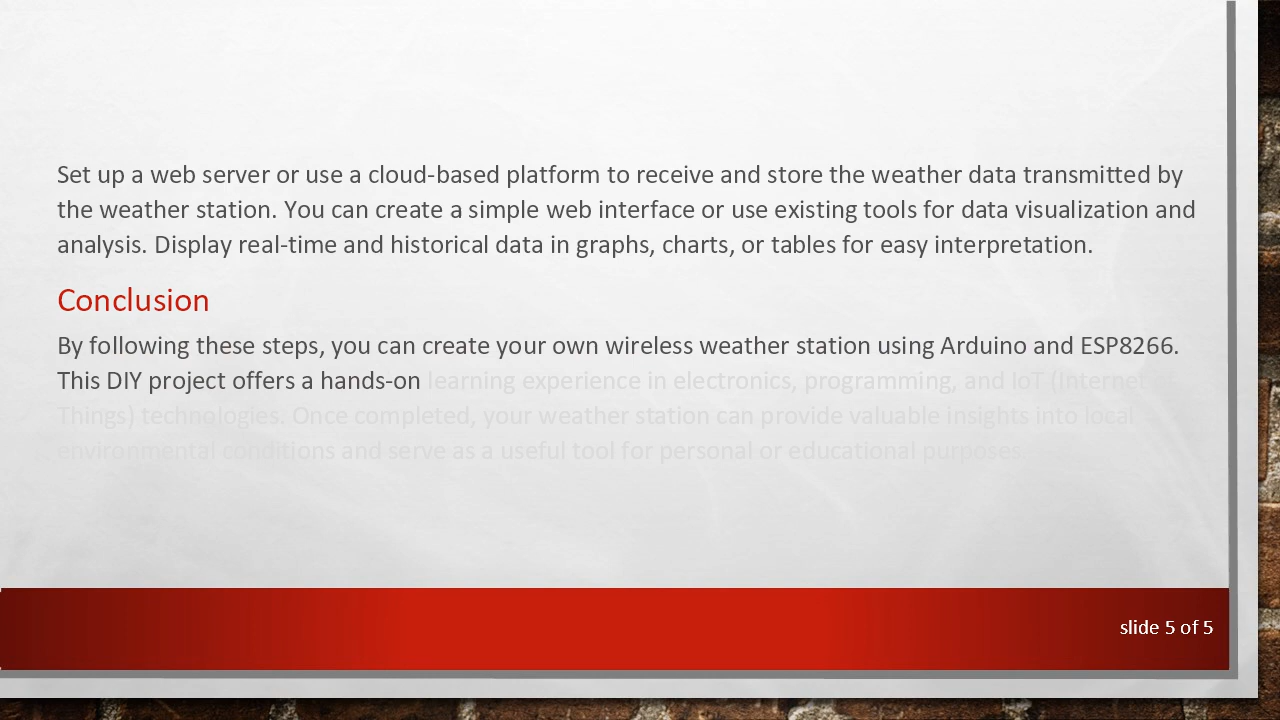 Set up a web server or use a cloud-based platform to receive and store the weather data transmitted by
the weather station. You can create a simple web interface or use existing tools for data visualization and
analysis. Display real-time and historical data in graphs, charts, or tables for easy interpretation.
Conclusion
By following these steps, you can create your own wireless weather station using Arduino and ESP8266.
This DIY project offers a hands-on learning experience in electronics, programming, and IoT (Internet of
Things) technologies. Once completed, your weather station can provide valuable insights into local
environmental conditions and serve as a useful tool for personal or educational purposes.
slide 5 of 5